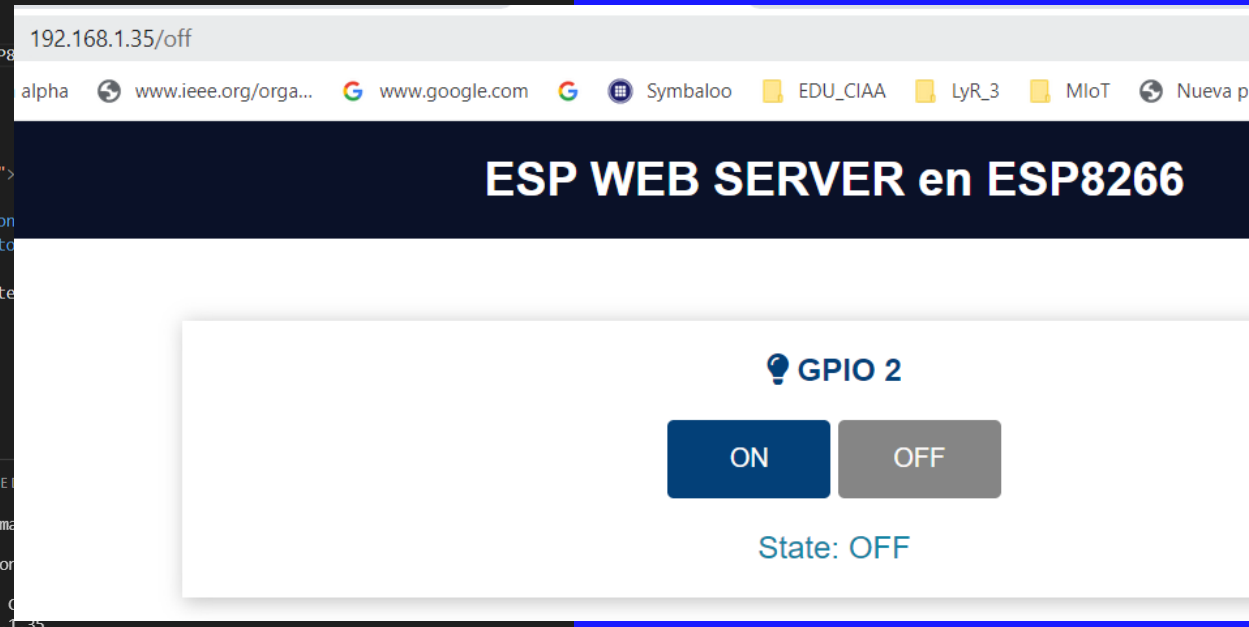 192.168.1.35/off
alpha www.ieee.org/orga... www.google.com Symbaloo EDU_CIAA LyR_3 MIoT Nueva p
ESP WEB SERVER en ESP8266
GPIO 2
ON OFF
State: OFF